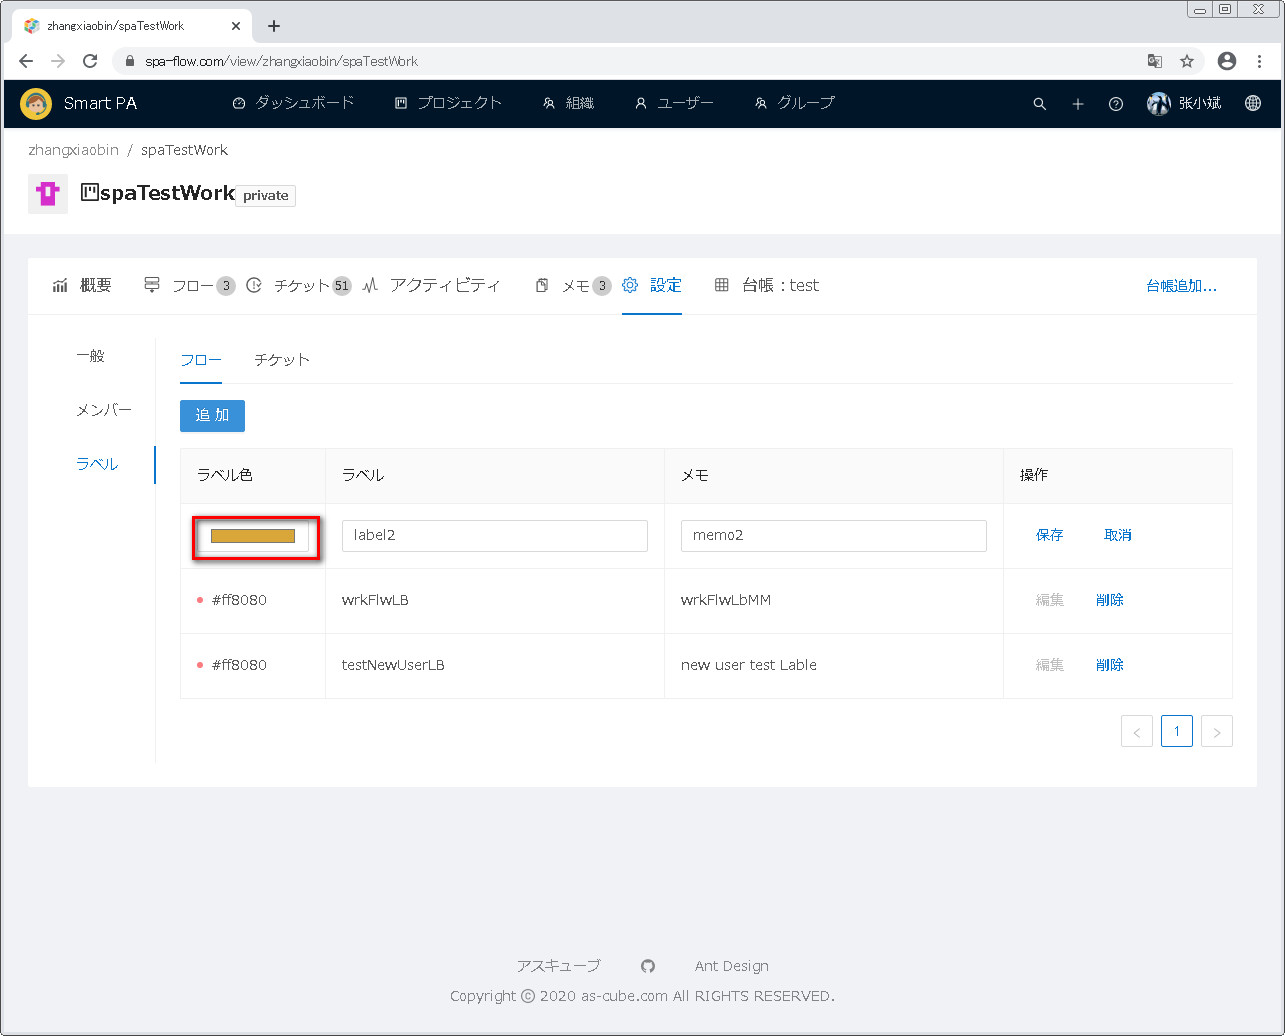 zhangxiaobin/spaTestWork
spa-flow.com/view/zhangxiaobin/spaTestWork
Smart PA ダッシュボード プロジェクト 組織 ユーザー グループ 张小斌
zhangxiaobin / spaTestWork
spaTestWork private
概要 フロー 3 チケット 51 アクティビティ メモ 3 設定 台帳：test 台帳追加...
一般
メンバー
ラベル
フロー チケット
追 加
ラベル色 ラベル メモ 操作
label2 memo2 保存 取消
#ff8080 wrkFlwLB wrkFlwLbMM 編集 削除
#ff8080 testNewUserLB new user test Lable 編集 削除
< 1 >
アスキューブ Ant Design
Copyright © 2020 as-cube.com All RIGHTS RESERVED.